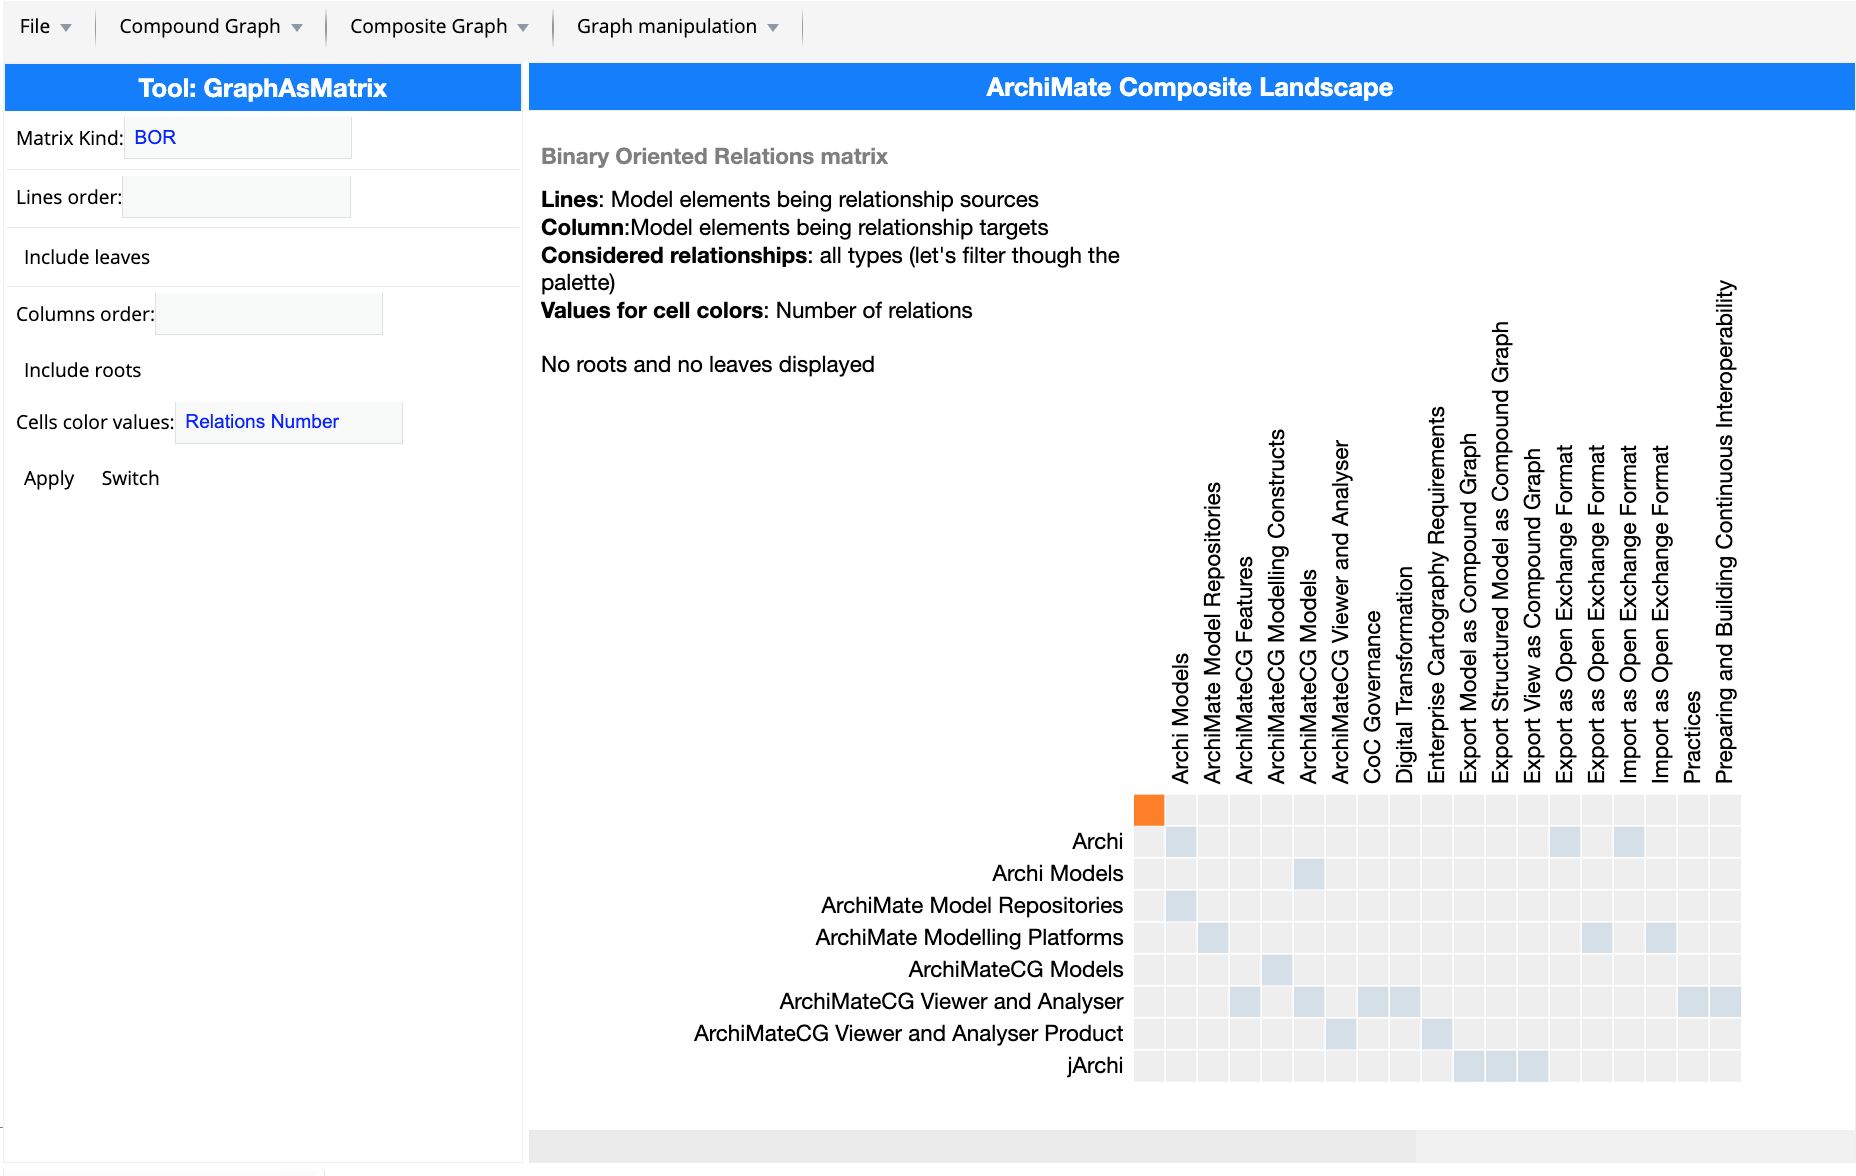 File
Compound Graph
Composite Graph
Graph manipulation
Tool: GraphAsMatrix
Matrix Kind: BOR
Lines order:
Include leaves
Columns order:
Include roots
Cells color values: Relations Number
Apply Switch
ArchiMate Composite Landscape
Binary Oriented Relations matrix
Lines: Model elements being relationship sources
Column:Model elements being relationship targets
Considered relationships: all types (let's filter though the
palette)
Values for cell colors: Number of relations
No roots and no leaves displayed
Archi Models
ArchiMate Model Repositories
ArchiMateCG Features
ArchiMateCG Modelling Constructs
ArchiMateCG Models
ArchiMateCG Viewer and Analyser
CoC Governance
Digital Transformation
Enterprise Cartography Requirements
Export Model as Compound Graph
Export Structured Model as Compound Graph
Export View as Compound Graph
Export as Open Exchange Format
Export as Open Exchange Format
Import as Open Exchange Format
Import as Open Exchange Format
Practices
Preparing and Building Continuous Interoperability
Archi
Archi Models
ArchiMate Model Repositories
ArchiMate Modelling Platforms
ArchiMateCG Models
ArchiMateCG Viewer and Analyser
ArchiMateCG Viewer and Analyser Product
jArchi